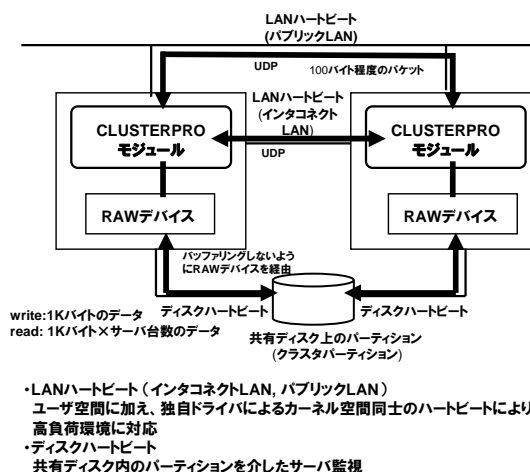 LANハートビート
(パブリックLAN)
UDP
100バイト程度のパケット
LANハートビート
(インタコネクト
LAN)
UDP
CLUSTERPRO
モジュール
CLUSTERPRO
モジュール
RAWデバイス
RAWデバイス
バッファリングしないよう
にRAWデバイスを経由
ディスクハートビート
ディスクハートビート
write:1Kバイトのデータ
read: 1Kバイト×サーバ台数のデータ
共有ディスク上のパーティション
(クラスタパーティション)
・LANハートビート(インタコネクトLAN, パブリックLAN)
ユーザ空間に加え、独自ドライバによるカーネル空間同士のハートビートにより
高負荷環境に対応
・ディスクハートビート
共有ディスク内のパーティションを介したサーバ監視